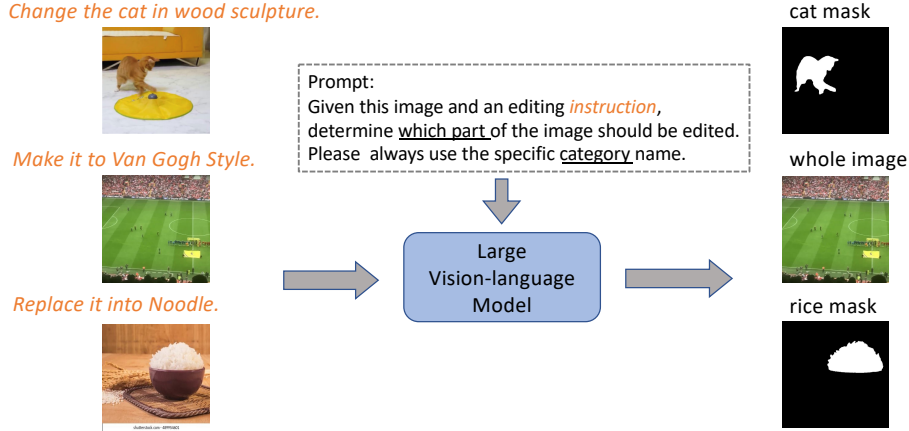 Change the cat in wood sculpture.
cat mask
Prompt:
Given this image and an editing instruction,
determine which part of the image should be edited.
Please always use the specific category name.
Make it to Van Gogh Style.
whole image
Large
Vision-language
Model
Replace it into Noodle.
rice mask